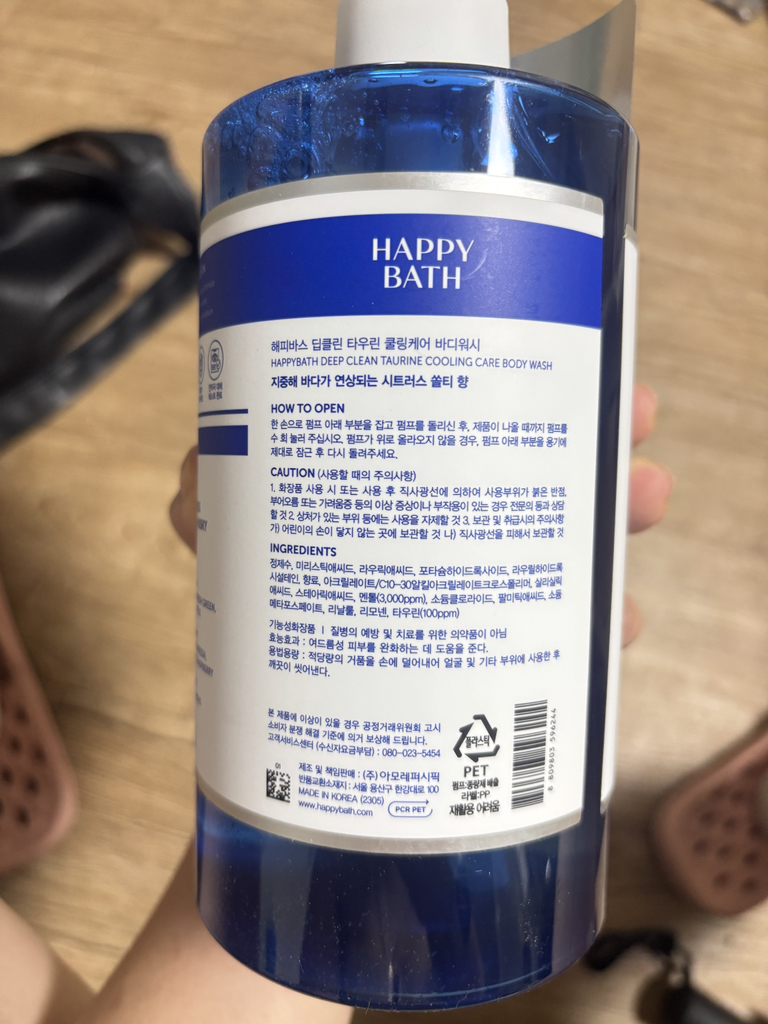 HAPPY
BATH
해피바스 딥클린 타우린 쿨링케어 바디워시
HAPPYBATH DEEP CLEAN TAURINE COOLING CARE BODY WASH
지중해 바다가 연상되는 시트러스 쏠티 향
HOW TO OPEN
한 손으로 펌프 아래 부분을 잡고 펌프를 돌리신 후, 제품이 나올 때까지 펌프를
수 회 눌러 주십시오. 펌프가 위로 올라오지 않을 경우, 펌프 아래 부분을 용기에
제대로 잠근 후 다시 돌려주세요.
CAUTION (사용할 때의 주의사항)
1. 화장품 사용 시 또는 사용 후 직사광선에 의하여 사용부위가 붉은 반점,
부어오름 또는 가려움증 등의 이상 증상이나 부작용이 있는 경우 전문의 등과 상담
할 것 2. 상처가 있는 부위 등에는 사용을 자제할 것 3. 보관 및 취급시의 주의사항
가) 어린이의 손이 닿지 않는 곳에 보관할 것 나) 직사광선을 피해서 보관할 것
INGREDIENTS
정제수, 미리스틱애씨드, 라우릭애씨드, 포타슘하이드록사이드, 라우릴하이드록
시설테인, 향료, 아크릴레이트/C10-30알킬아크릴레이트크로스폴리머, 살리실릭
애씨드, 스테아릭애씨드, 멘톨(3,000ppm), 소듐클로라이드, 팔미틱애씨드, 소듐
메타포스페이트, 리날룰, 리모넨, 타우린(100ppm)
기능성화장품 | 질병의 예방 및 치료를 위한 의약품이 아님
효능효과 : 여드름성 피부를 완화하는 데 도움을 준다.
용법용량 : 적당량의 거품을 손에 덜어내어 얼굴 및 기타 부위에 사용한 후
깨끗이 씻어낸다.
본 제품에 이상이 있을 경우 공정거래위원회 고시
소비자 분쟁 해결 기준에 의거 보상해 드립니다.
고객서비스센터 (수신자요금부담) : 080-023-5454
01
제조 및 책임판매 : (주) 아모레퍼시픽
반품교환소재지 : 서울 용산구 한강대로 100
MADE IN KOREA (2305)
www.happybath.com
PCR PET
플라스틱
PET
펌프:종량제 배출
라벨:PP
재활용 어려움
8 809803 596244